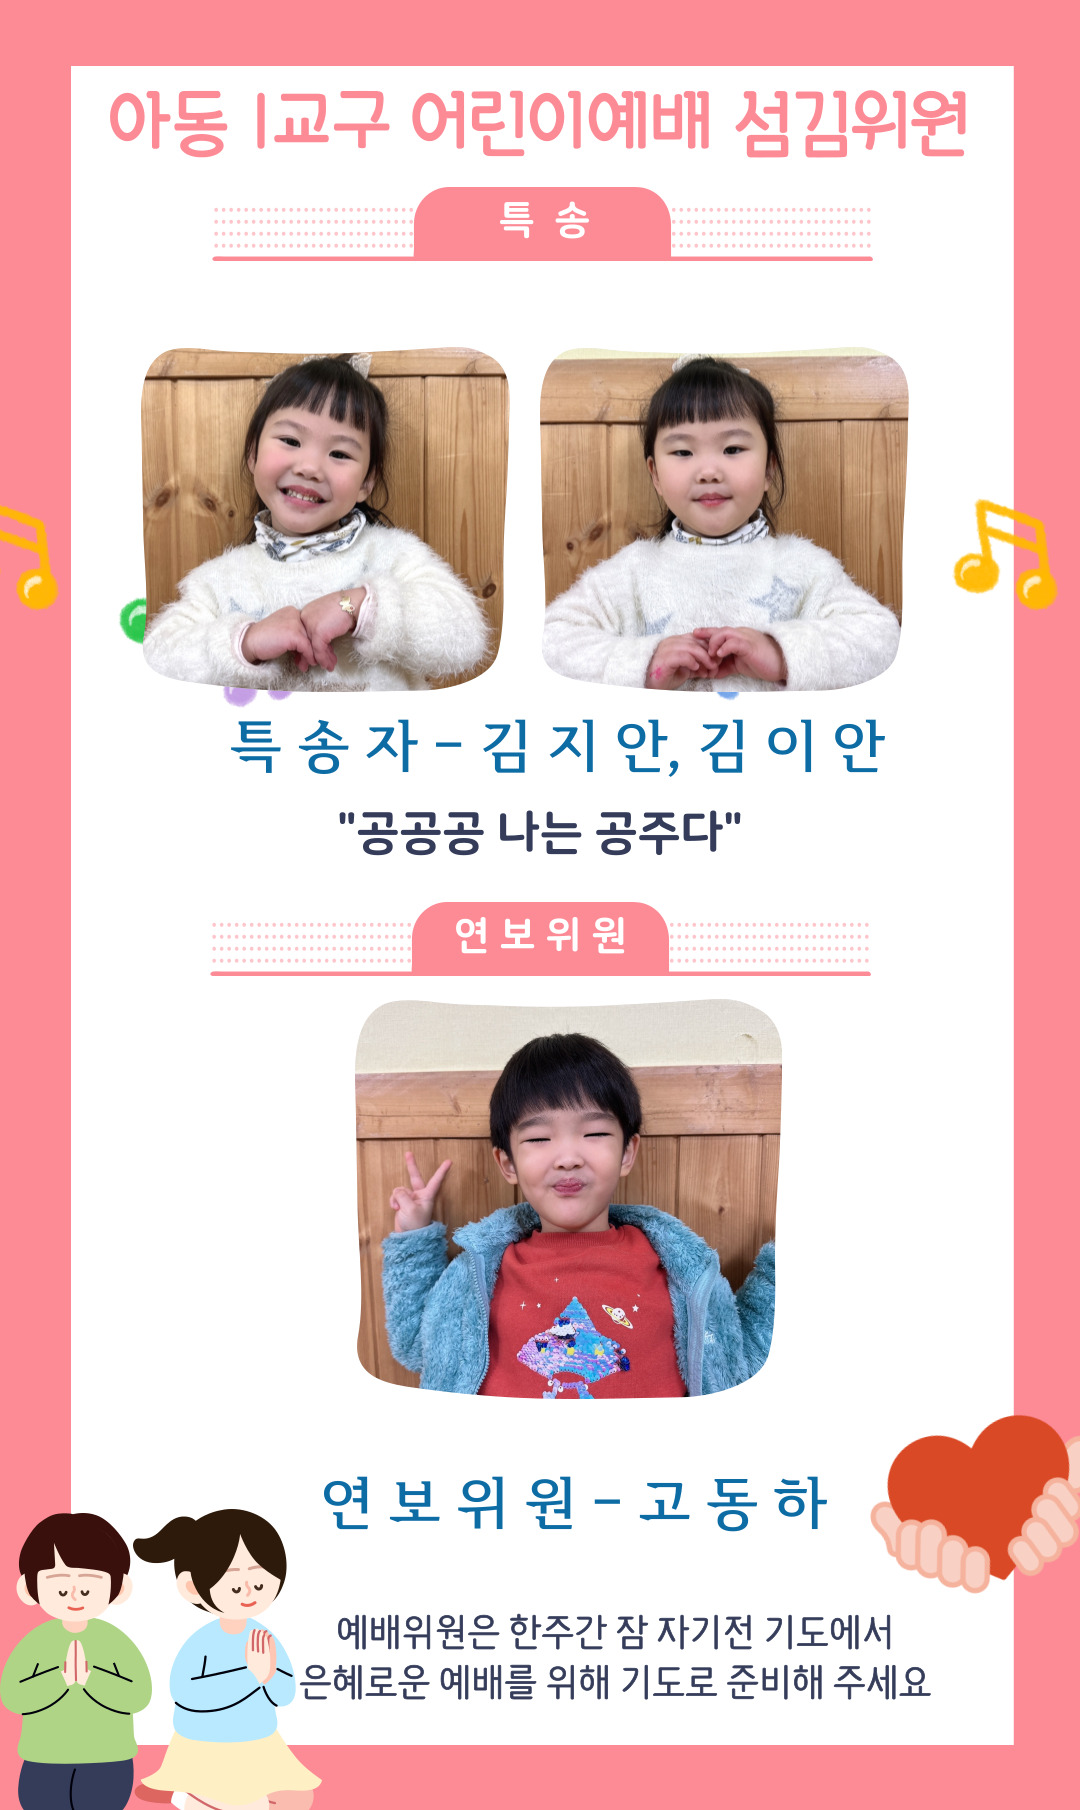 아동 1교구 어린이예배 섬김위원
특 송
특송자 - 김지안, 김이안
"공공공 나는 공주다"
연보위원
연보위원 - 고동하
예배위원은 한주간 잠 자기전 기도에서
은혜로운 예배를 위해 기도로 준비해 주세요